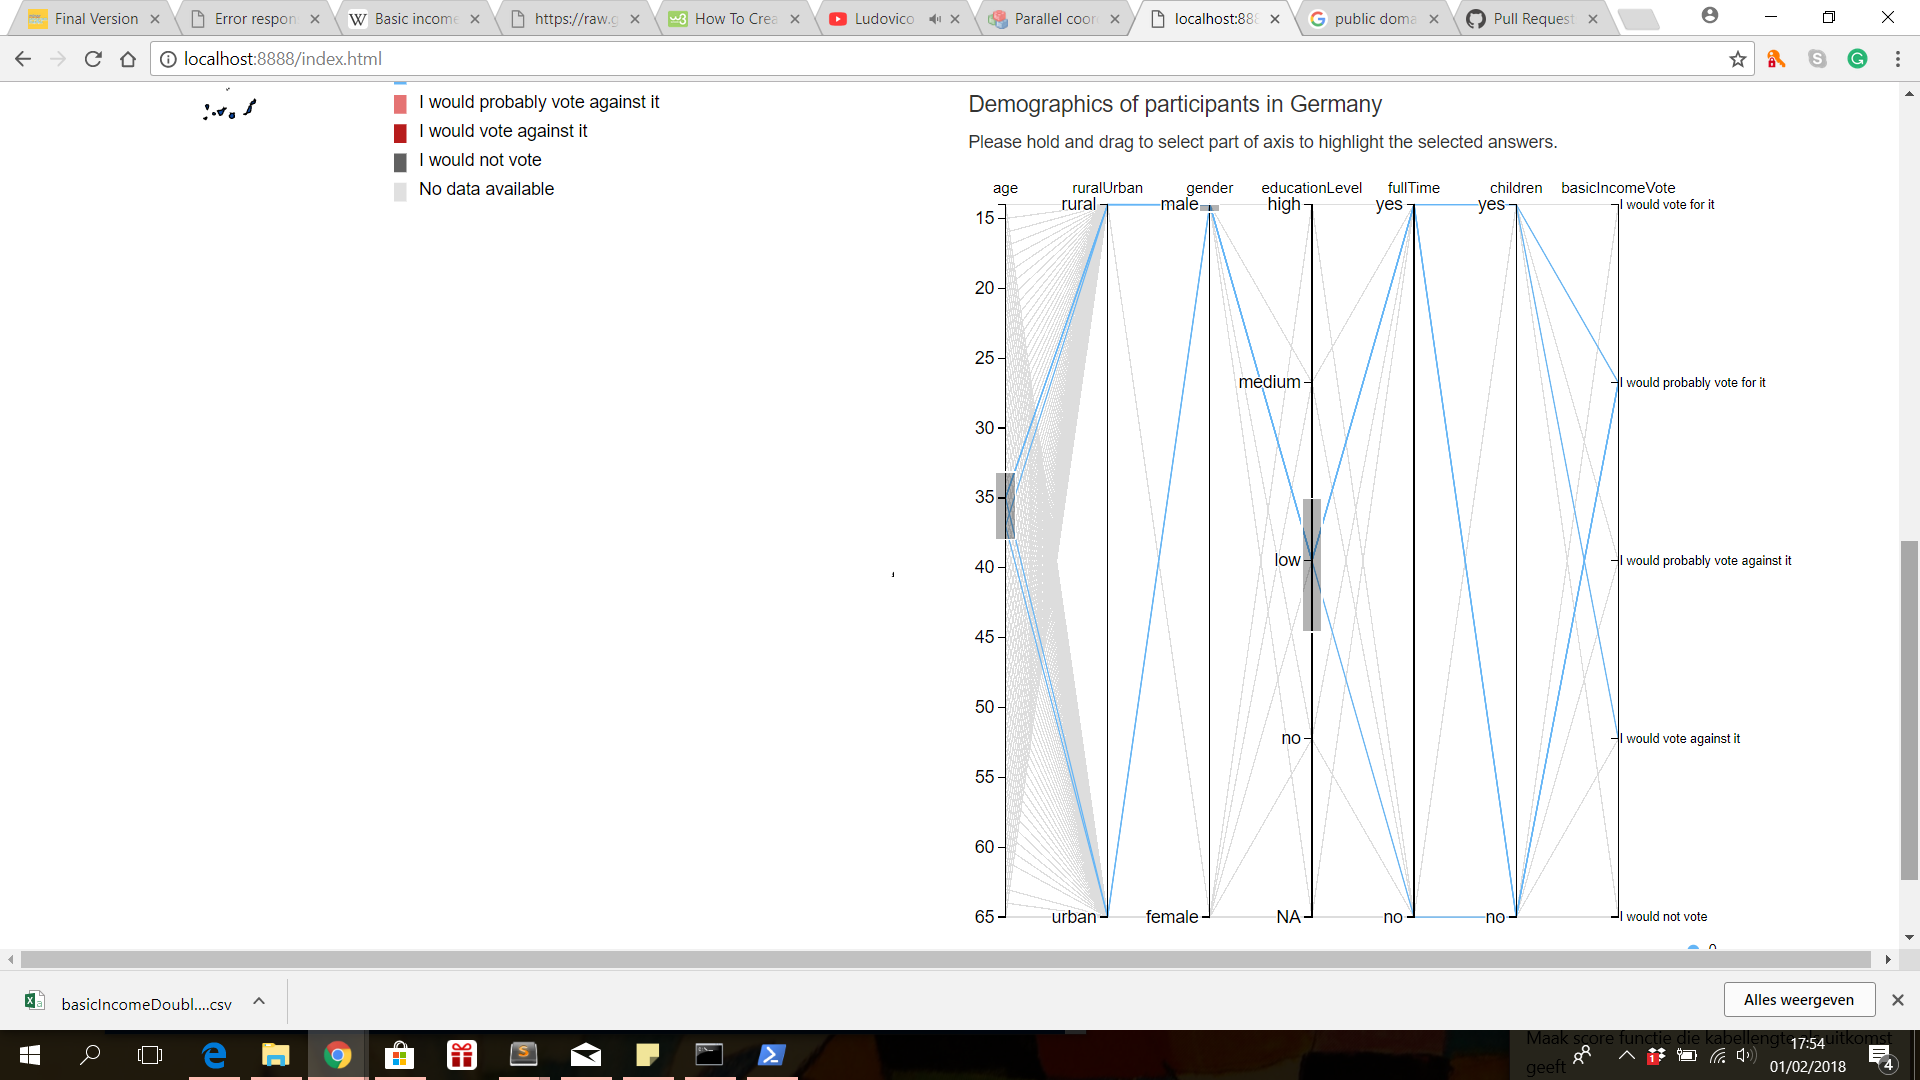 Final Version
Error respon
Basic income
https://raw.g
How To Crea
Ludovico
Parallel coor
localhost:888
public doma
Pull Request
localhost:8888/index.html
I would probably vote against it
I would vote against it
I would not vote
No data available
Demographics of participants in Germany
Please hold and drag to select part of axis to highlight the selected answers.
age ruralUrban gender educationLevel fullTime children basicIncomeVote
rural male high yes yes I would vote for it
15
20
25
medium I would probably vote for it
30
35
low I would probably vote against it
40
45
50
no I would vote against it
55
60
65 urban female NA no no I would not vote
0
basicIncomeDoubl....csv
Alles weergeven
Maak score functie die kabellengte als uitkomst
geeft
17:54
01/02/2018
4